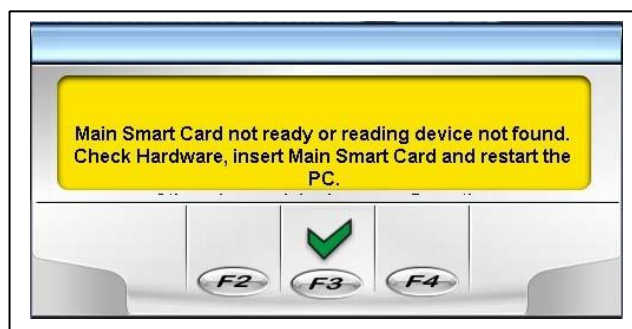 Main Smart Card not ready or reading device not found.
Check Hardware, insert Main Smart Card and restart the
PC.
F2
F3
F4